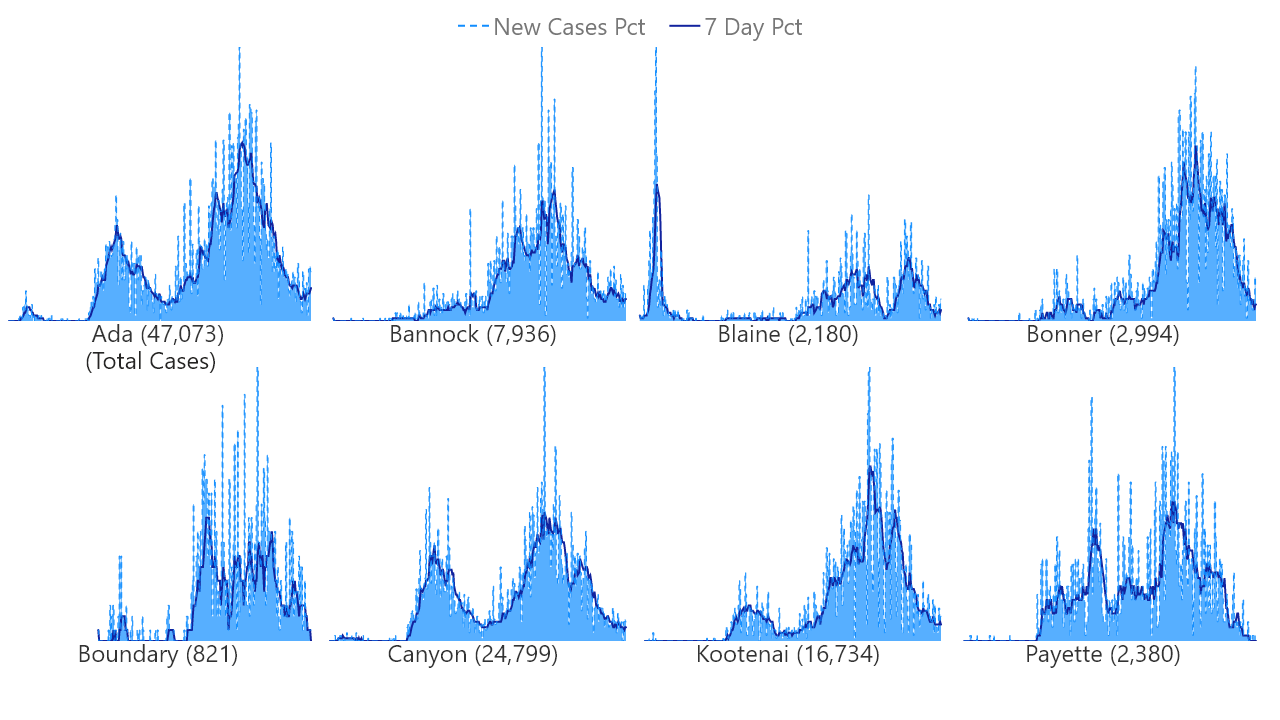 New Cases Pct 7 Day Pct
Ada (47,073)
(Total Cases)
Bannock (7,936)
Blaine (2,180)
Bonner (2,994)
Boundary (821)
Canyon (24,799)
Kootenai (16,734)
Payette (2,380)